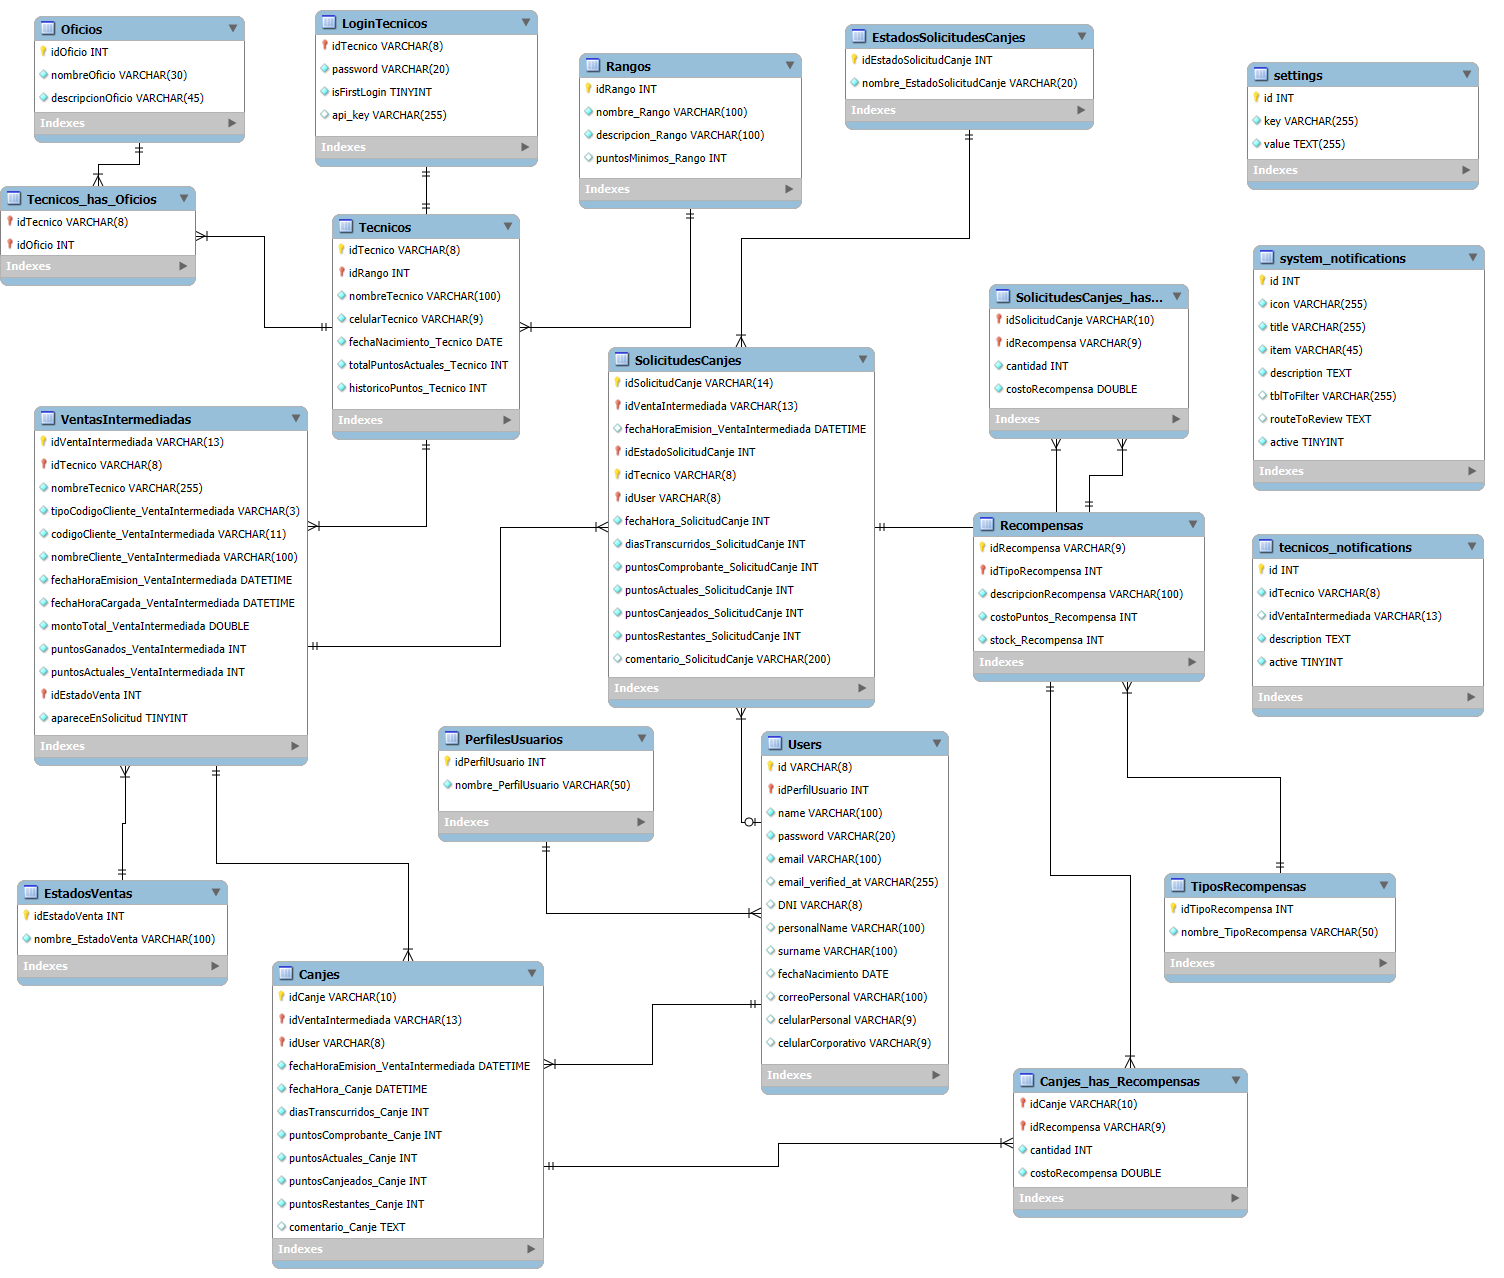 Oficios
idOficio INT
nombreOficio VARCHAR(30)
descripcionOficio VARCHAR(45)
Indexes
LoginTecnicos
idTecnico VARCHAR(8)
password VARCHAR(20)
isFirstLogin TINYINT
api_key VARCHAR(255)
Indexes
Rangos
idRango INT
nombre_Rango VARCHAR(100)
descripcion_Rango VARCHAR(100)
puntosMinimos_Rango INT
Indexes
EstadosSolicitudesCanjes
idEstadoSolicitudCanje INT
nombre_EstadoSolicitudCanje VARCHAR(20)
Indexes
settings
id INT
key VARCHAR(255)
value TEXT(255)
Indexes
Tecnicos_has_Oficios
idTecnico VARCHAR(8)
idOficio INT
Indexes
Tecnicos
idTecnico VARCHAR(8)
idRango INT
nombreTecnico VARCHAR(100)
celularTecnico VARCHAR(9)
fechaNacimiento_Tecnico DATE
totalPuntosActuales_Tecnico INT
historicoPuntos_Tecnico INT
Indexes
system_notifications
id INT
icon VARCHAR(255)
title VARCHAR(255)
item VARCHAR(45)
description TEXT
tblToFilter VARCHAR(255)
routeToReview TEXT
active TINYINT
Indexes
SolicitudesCanjes_has...
idSolicitudCanje VARCHAR(10)
idRecompensa VARCHAR(9)
cantidad INT
costoRecompensa DOUBLE
Indexes
SolicitudesCanjes
idSolicitudCanje VARCHAR(14)
idVentaIntermediada VARCHAR(13)
fechaHoraEmision_VentaIntermediada DATETIME
idEstadoSolicitudCanje INT
idTecnico VARCHAR(8)
idUser VARCHAR(8)
fechaHora_SolicitudCanje INT
diasTranscurridos_SolicitudCanje INT
puntosComprobante_SolicitudCanje INT
puntosActuales_SolicitudCanje INT
puntosCanjeados_SolicitudCanje INT
puntosRestantes_SolicitudCanje INT
comentario_SolicitudCanje VARCHAR(200)
Indexes
VentasIntermediadas
idVentaIntermediada VARCHAR(13)
idTecnico VARCHAR(8)
nombreTecnico VARCHAR(255)
tipoCodigoCliente_VentaIntermediada VARCHAR(3)
codigoCliente_VentaIntermediada VARCHAR(11)
nombreCliente_VentaIntermediada VARCHAR(100)
fechaHoraEmision_VentaIntermediada DATETIME
fechaHoraCargada_VentaIntermediada DATETIME
montoTotal_VentaIntermediada DOUBLE
puntosGanados_VentaIntermediada INT
puntosActuales_VentaIntermediada INT
idEstadoVenta INT
apareceEnSolicitud TINYINT
Indexes
Recompensas
idRecompensa VARCHAR(9)
idTipoRecompensa INT
descripcionRecompensa VARCHAR(100)
costoPuntos_Recompensa INT
stock_Recompensa INT
Indexes
tecnicos_notifications
id INT
idTecnico VARCHAR(8)
idVentaIntermediada VARCHAR(13)
description TEXT
active TINYINT
Indexes
PerfilesUsuarios
idPerfilUsuario INT
nombre_PerfilUsuario VARCHAR(50)
Indexes
Users
id VARCHAR(8)
idPerfilUsuario INT
name VARCHAR(100)
password VARCHAR(20)
email VARCHAR(100)
email_verified_at VARCHAR(255)
DNI VARCHAR(8)
personalName VARCHAR(100)
surname VARCHAR(100)
fechaNacimiento DATE
correoPersonal VARCHAR(100)
celularPersonal VARCHAR(9)
celularCorporativo VARCHAR(9)
Indexes
EstadosVentas
idEstadoVenta INT
nombre_EstadoVenta VARCHAR(100)
Indexes
TiposRecompensas
idTipoRecompensa INT
nombre_TipoRecompensa VARCHAR(50)
Indexes
Canjes
idCanje VARCHAR(10)
idVentaIntermediada VARCHAR(13)
idUser VARCHAR(8)
fechaHoraEmision_VentaIntermediada DATETIME
fechaHora_Canje DATETIME
diasTranscurridos_Canje INT
puntosComprobante_Canje INT
puntosActuales_Canje INT
puntosCanjeados_Canje INT
puntosRestantes_Canje INT
comentario_Canje TEXT
Indexes
Canjes_has_Recompensas
idCanje VARCHAR(10)
idRecompensa VARCHAR(9)
cantidad INT
costoRecompensa DOUBLE
Indexes